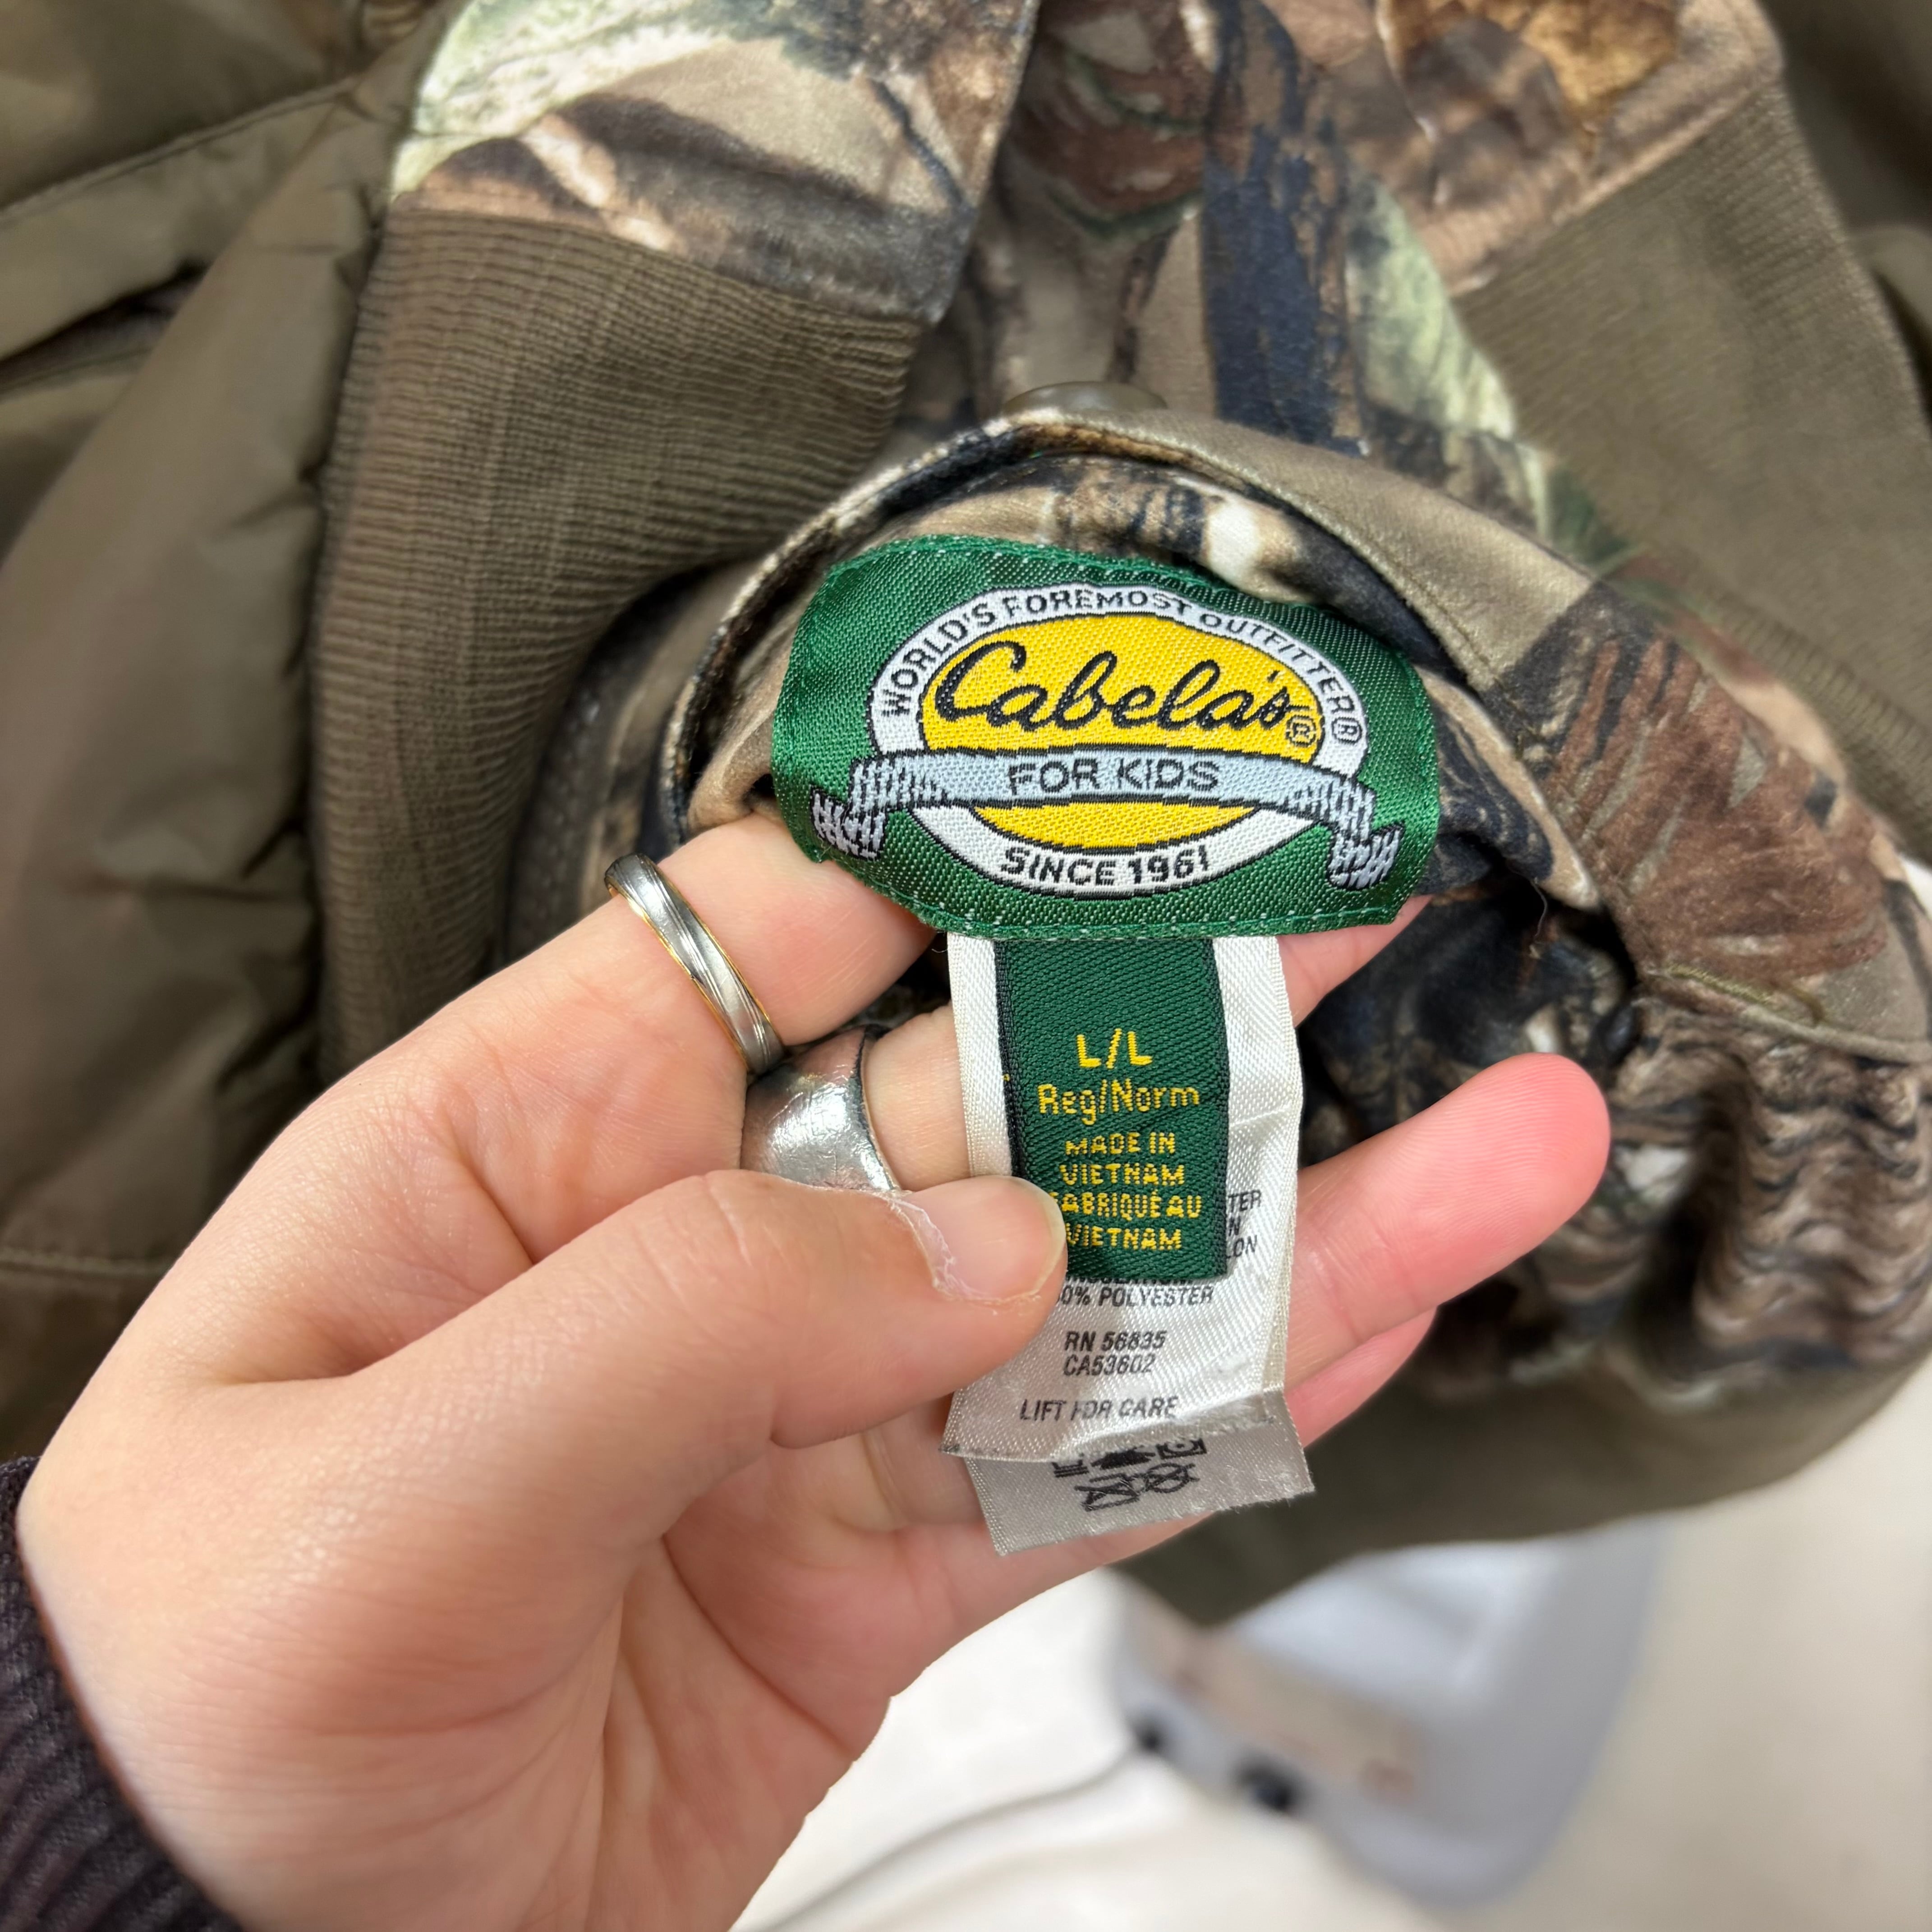 WORLD'S FOREMOST OUTFITTER®
Cabela's®
FOR KIDS
SINCE 1961
L/L
Reg/Norm
MADE IN
VIETNAM
FABRIQUÉ AU
VIETNAM
POLYESTER
RN 56835
CA53602
LIFT FOR CARE